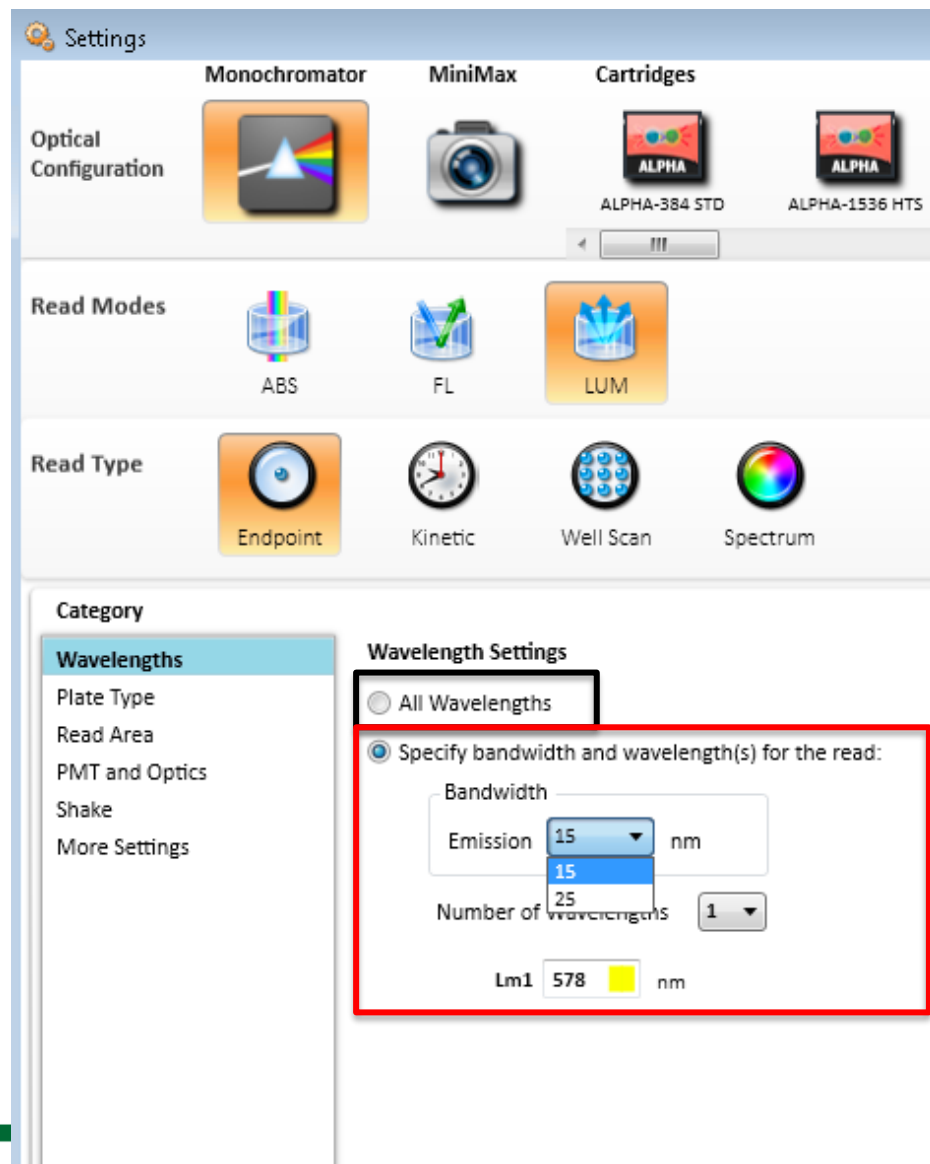 Settings
Monochromator MiniMax Cartridges
Optical
Configuration
ALPHA ALPHA
ALPHA-384 STD ALPHA-1536 HTS
Read Modes
ABS FL LUM
Read Type
Endpoint Kinetic Well Scan Spectrum
Category
Wavelengths
Plate Type
Read Area
PMT and Optics
Shake
More Settings
Wavelength Settings
All Wavelengths
Specify bandwidth and wavelength(s) for the read:
Bandwidth
Emission 15 nm
15
25
Number of Wavelengths 1
Lm1 578 nm